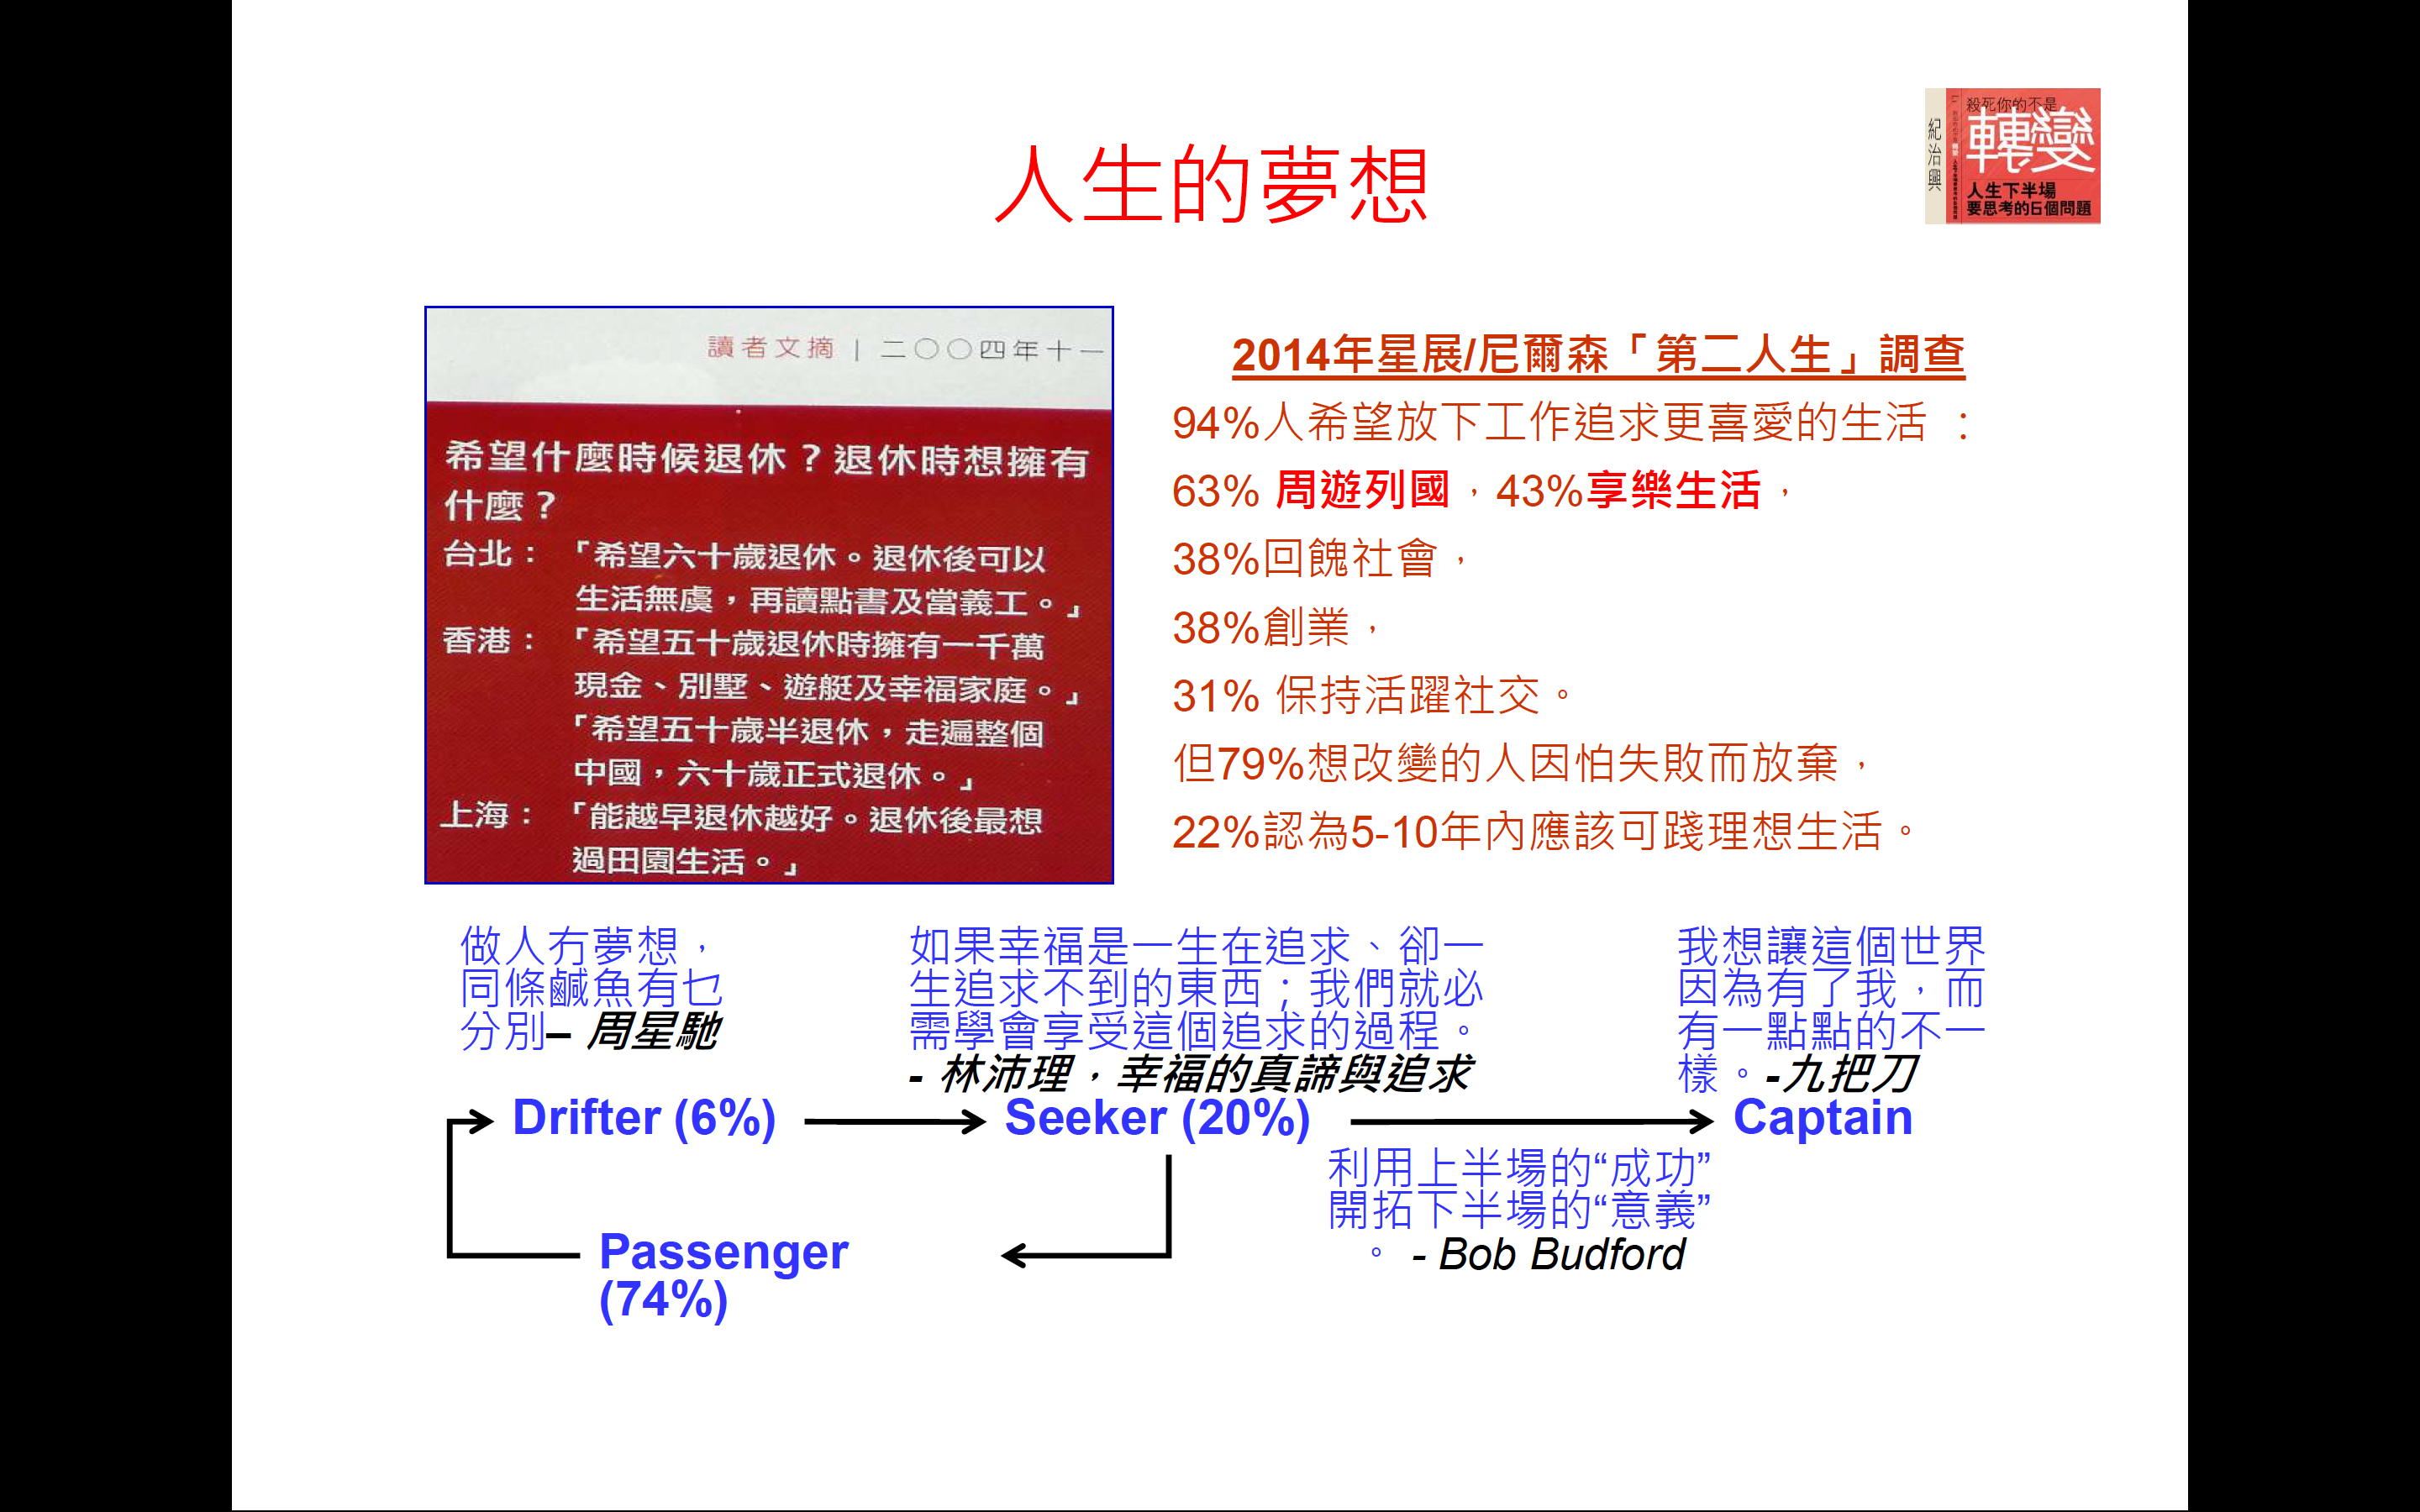 人生的夢想
紀治興
殺死你的不是
轉變
人生下半場
要思考的6個問題
讀者文摘 | 二〇〇四年十一
希望什麼時候退休？退休時想擁有
什麼？
台北：「希望六十歲退休。退休後可以
生活無虞，再讀點書及當義工。」
香港：「希望五十歲退休時擁有一千萬
現金、別墅、遊艇及幸福家庭。」
「希望五十歲半退休，走遍整個
中國，六十歲正式退休。」
上海：「能越早退休越好。退休後最想
過田園生活。」
2014年星展/尼爾森「第二人生」調查
94%人希望放下工作追求更喜愛的生活 ：
63% 周遊列國，43%享樂生活，
38%回餽社會，
38%創業，
31% 保持活躍社交。
但79%想改變的人因怕失敗而放棄，
22%認為5-10年內應該可踐理想生活。
做人冇夢想，
同條鹹魚有乜
分別– 周星馳
如果幸福是一生在追求、卻一
生追求不到的東西；我們就必
需學會享受這個追求的過程。
- 林沛理，幸福的真諦與追求
我想讓這個世界
因為有了我，而
有一點點的不一
樣。-九把刀
Drifter (6%)
Seeker (20%)
Captain
利用上半場的“成功”
開拓下半場的“意義”
。 - Bob Budford
Passenger
(74%)